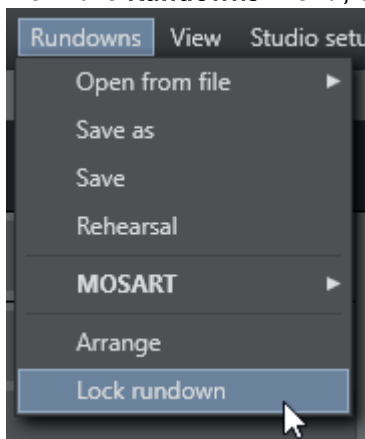 Rundowns View Studio setu
Open from file
Save as
Save
Rehearsal
MOSART
Arrange
Lock rundown